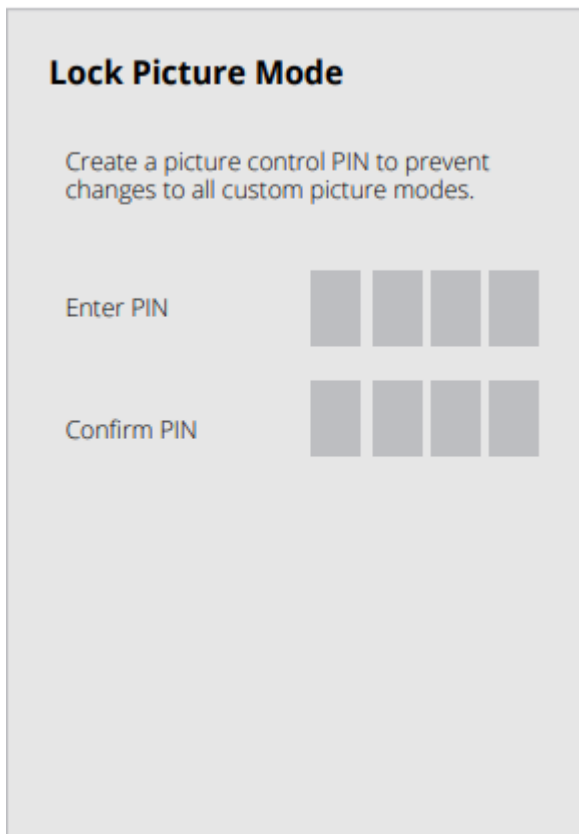 Lock Picture Mode
Create a picture control PIN to prevent
changes to all custom picture modes.
Enter PIN
Confirm PIN